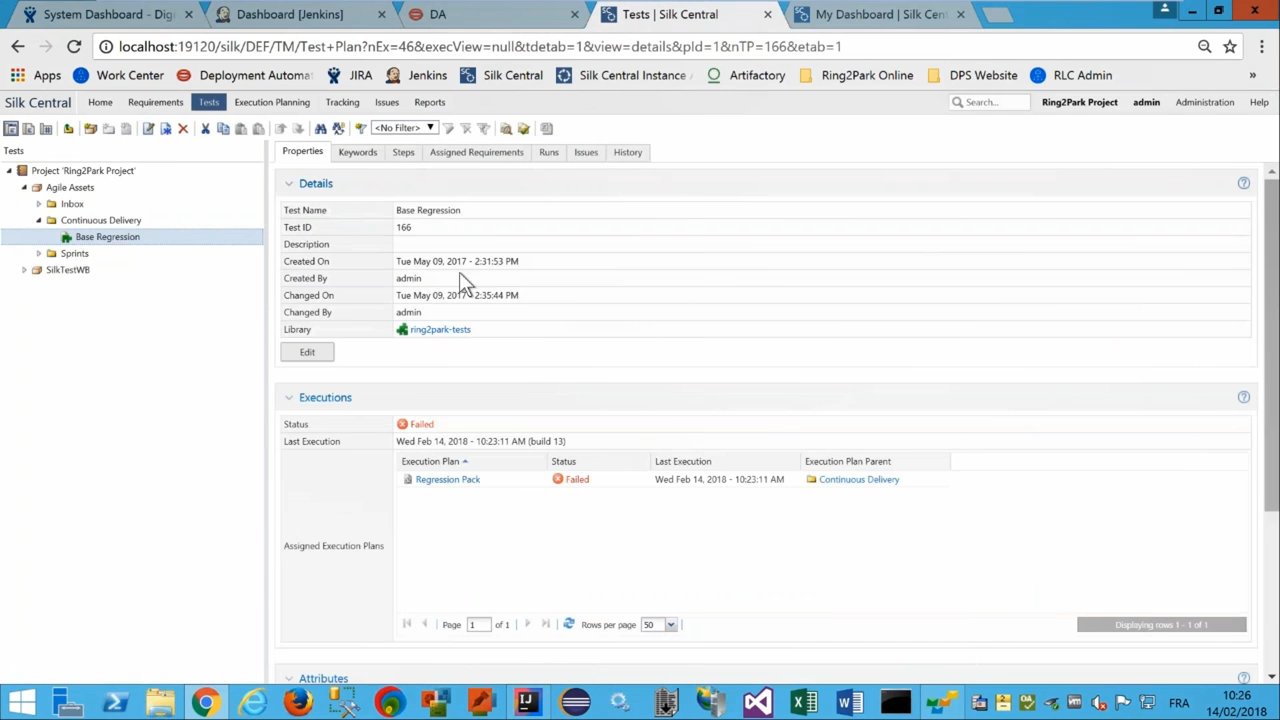 System Dashboard - Digi
Dashboard [Jenkins]
DA
Tests | Silk Central
My Dashboard | Silk Cent
localhost:19120/silk/DEF/TM/Test+Plan?nEx=46&execView=null&tdetab=1&view=details&pId=1&nTP=166&etab=1
Apps Work Center Deployment Automa JIRA Jenkins Silk Central Silk Central Instance Artifactory Ring2Park Online DPS Website RLC Admin »
Silk Central Home Requirements Tests Execution Planning Tracking Issues Reports Search... Ring2Park Project admin Administration Help
<No Filter>
Tests
Project 'Ring2Park Project'
Agile Assets
Inbox
Continuous Delivery
Base Regression
Sprints
SilkTestWB
Properties Keywords Steps Assigned Requirements Runs Issues History
Details
Test Name Base Regression
Test ID 166
Description
Created On Tue May 09, 2017 - 2:31:53 PM
Created By admin
Changed On Tue May 09, 2017 - 2:35:44 PM
Changed By admin
Library ring2park-tests
Edit
Executions
Status Failed
Last Execution Wed Feb 14, 2018 - 10:23:11 AM (build 13)
Execution Plan Status Last Execution Execution Plan Parent
Regression Pack Failed Wed Feb 14, 2018 - 10:23:11 AM Continuous Delivery
Assigned Execution Plans
Page 1 of 1 Rows per page 50 Displaying rows 1 - 1 of 1
Attributes
FRA
10:26
14/02/2018